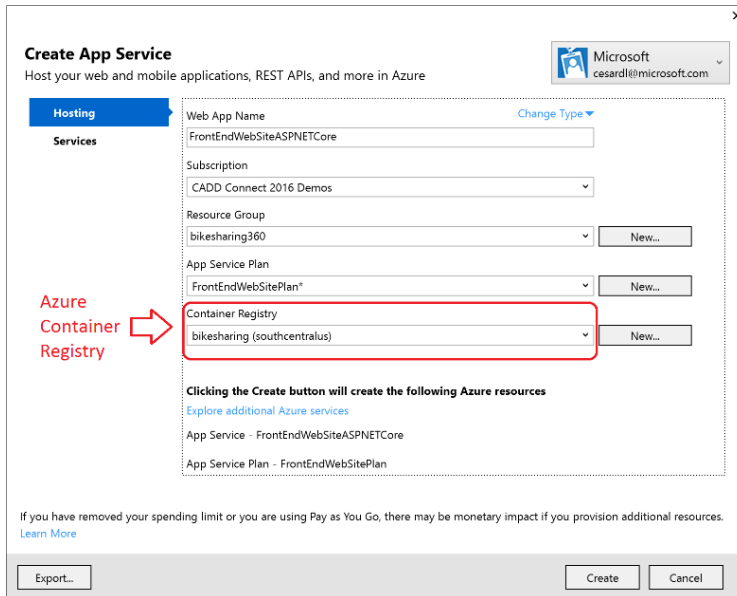 Create App Service
Host your web and mobile applications, REST APIs, and more in Azure
Microsoft
cesardl@microsoft.com
Hosting
Services
Web App Name
Change Type
FrontEndWebSiteASPNETCore
Subscription
CADD Connect 2016 Demos
Resource Group
bikesharing360
New...
App Service Plan
FrontEndWebSitePlan*
New...
Azure
Container
Registry
Container Registry
bikesharing (southcentralus)
New...
Clicking the Create button will create the following Azure resources
Explore additional Azure services
App Service - FrontEndWebSiteASPNETCore
App Service Plan - FrontEndWebSitePlan
If you have removed your spending limit or you are using Pay as You Go, there may be monetary impact if you provision additional resources.
Learn More
Export...
Create
Cancel